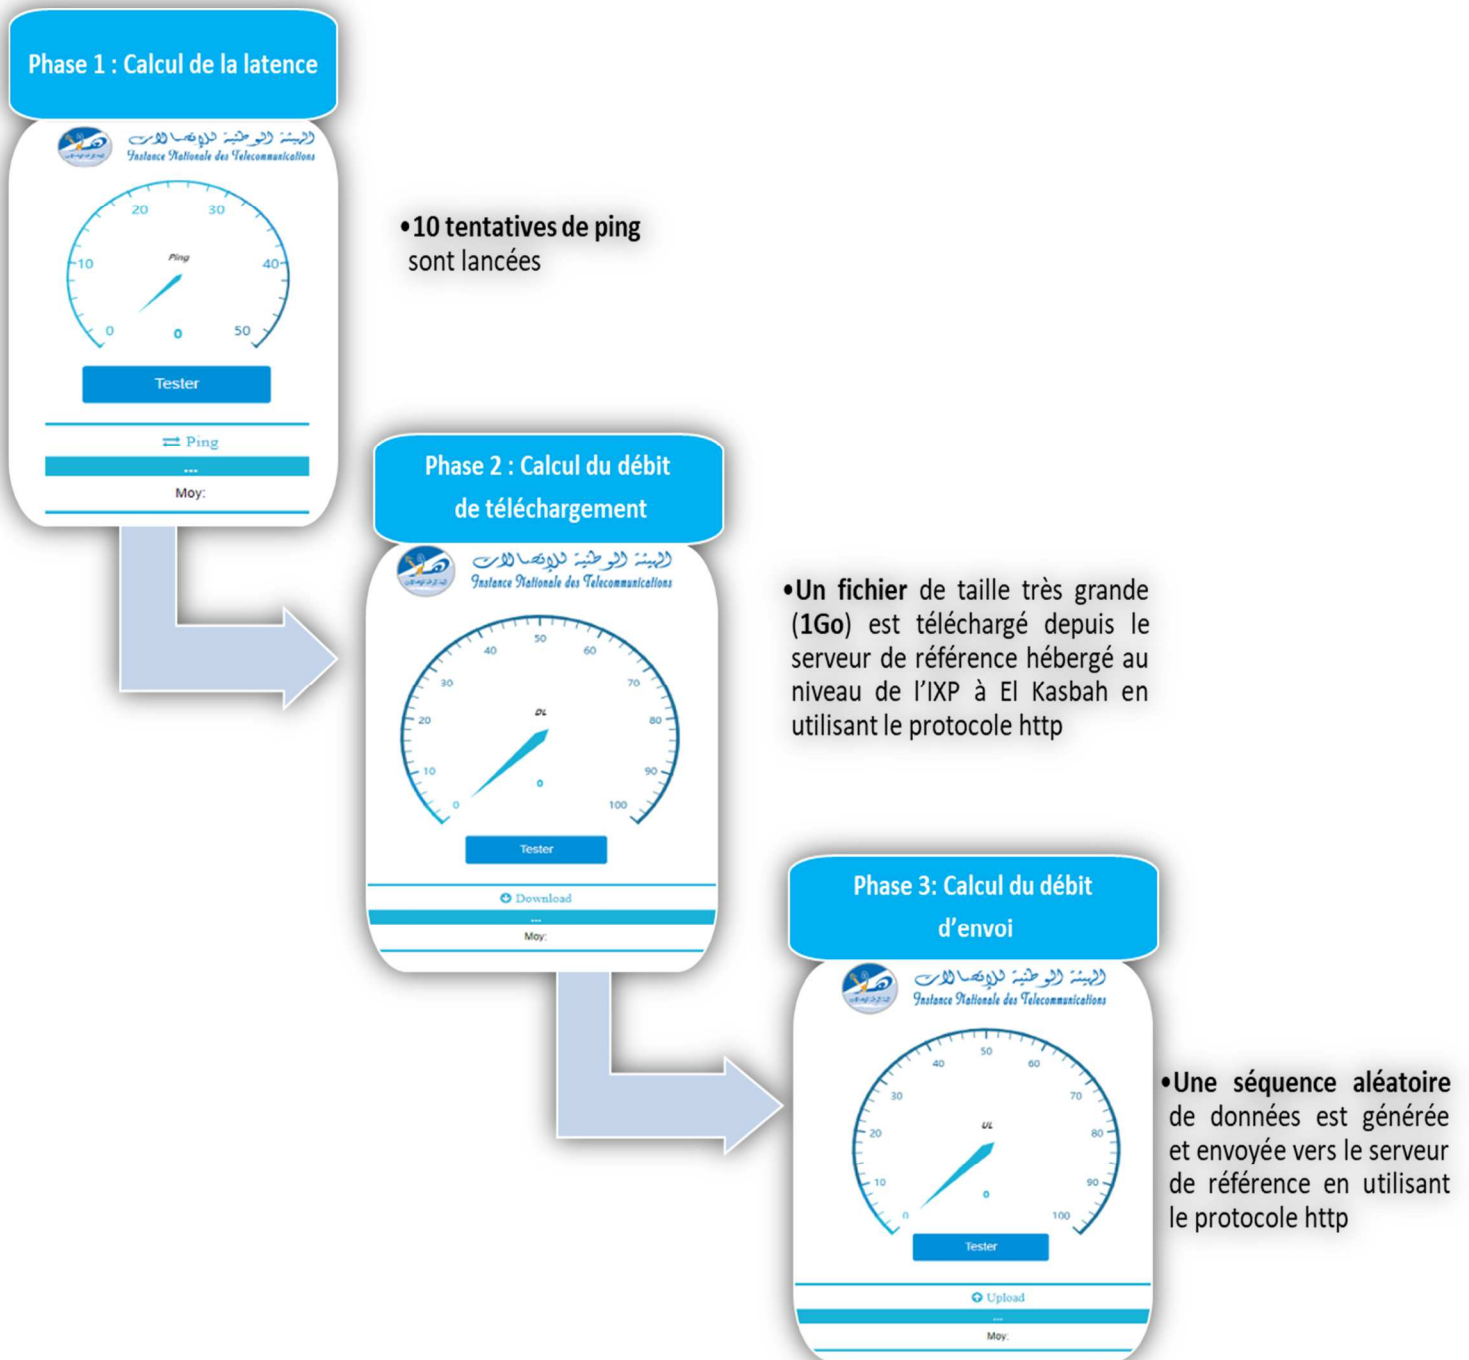 Phase 1 : Calcul de la latence
الهيئة الوطنية للإتصالات
Instance Nationale des Telecommunications
20 30
10 40
Ping
0 50
0
Tester
⇄ Ping
...
Moy:
•10 tentatives de ping
sont lancées
Phase 2 : Calcul du débit
de téléchargement
الهيئة الوطنية للإتصالات
Instance Nationale des Telecommunications
50
40 60
30 70
DL
20 80
10 90
0
0 100
Tester
Download
...
Moy:
•Un fichier de taille très grande
(1Go) est téléchargé depuis le
serveur de référence hébergé au
niveau de l’IXP à El Kasbah en
utilisant le protocole http
Phase 3: Calcul du débit
d’envoi
الهيئة الوطنية للإتصالات
Instance Nationale des Telecommunications
50
40 60
30 70
UL
20 80
10 90
0
0 100
Tester
Upload
...
Moy:
•Une séquence aléatoire
de données est générée
et envoyée vers le serveur
de référence en utilisant
le protocole http